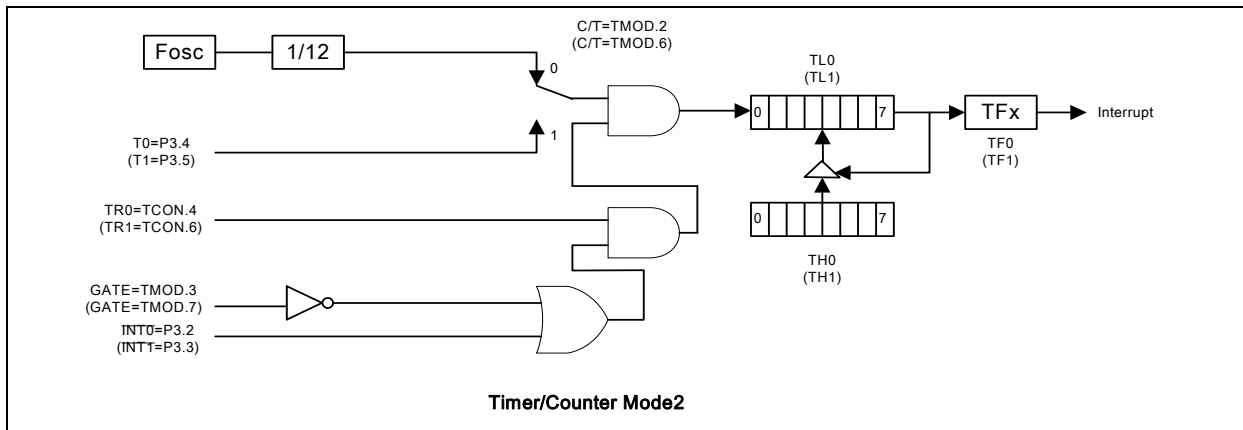 C/T=TMOD.2
(C/T=TMOD.6)
Fosc
1/12
0
1
T0=P3.4
(T1=P3.5)
TL0
(TL1)
0
7
TFx
Interrupt
TF0
(TF1)
TR0=TCON.4
(TR1=TCON.6)
0
7
TH0
(TH1)
GATE=TMOD.3
(GATE=TMOD.7)
INT0=P3.2
(INT1=P3.3)
Timer/Counter Mode2